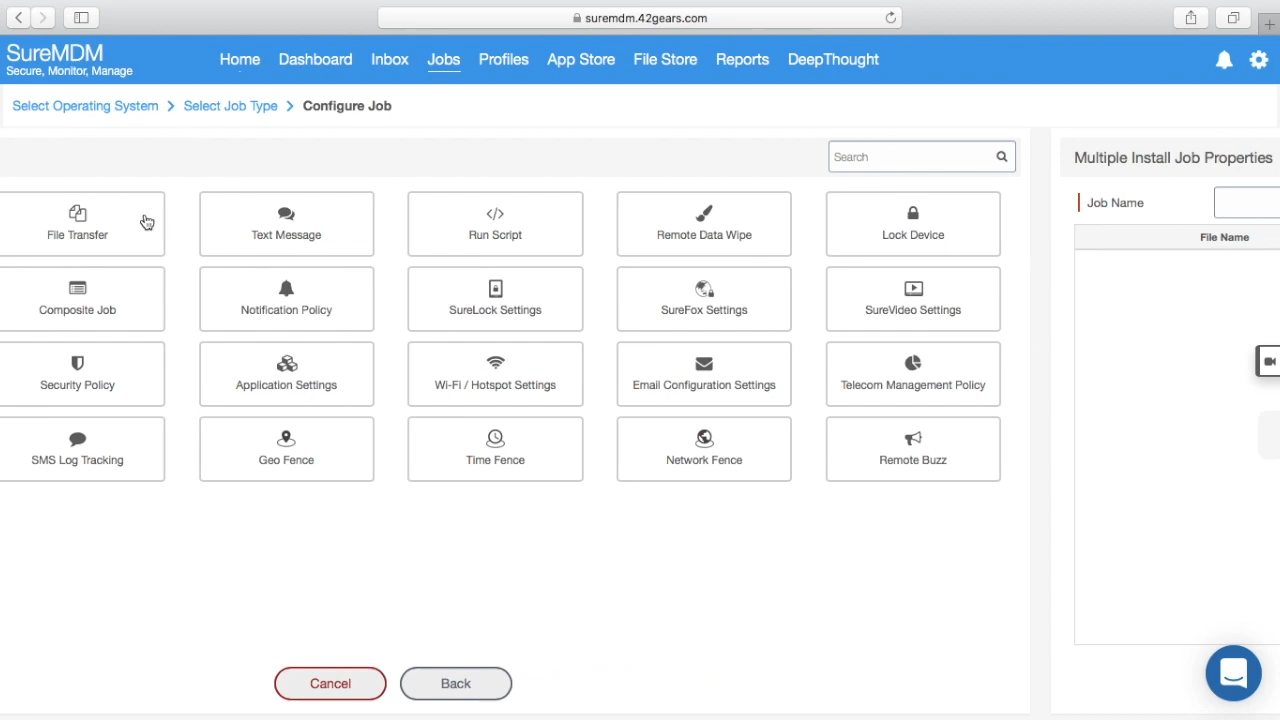 suremdm.42gears.com
SureMDM
Secure, Monitor, Manage
Home Dashboard Inbox Jobs Profiles App Store File Store Reports DeepThought
Select Operating System > Select Job Type > Configure Job
Search
Multiple Install Job Properties
Job Name
File Name
File Transfer Text Message </> Run Script Remote Data Wipe Lock Device
Composite Job Notification Policy SureLock Settings SureFox Settings SureVideo Settings
Security Policy Application Settings Wi-Fi / Hotspot Settings Email Configuration Settings Telecom Management Policy
SMS Log Tracking Geo Fence Time Fence Network Fence Remote Buzz
Cancel Back